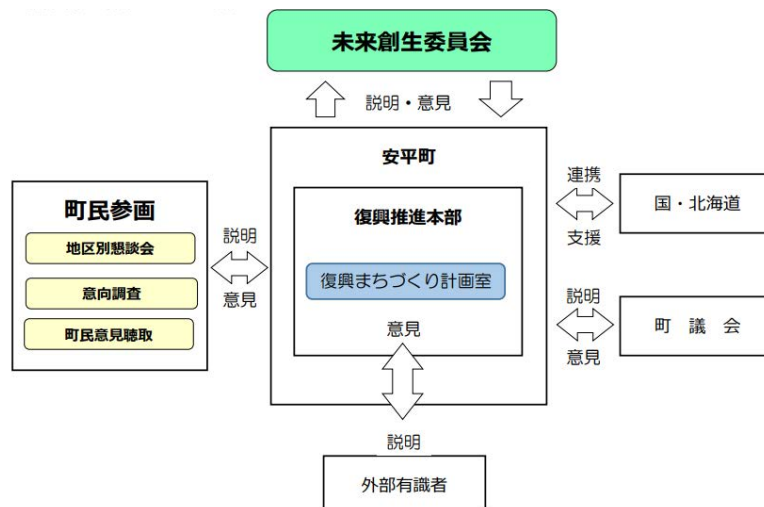 未来創生委員会
説明・意見
安平町
町民参画
地区別懇談会
意向調査
町民意見聴取
説明
意見
復興推進本部
復興まちづくり計画室
意見
説明
外部有識者
連携
支援
国・北海道
説明
意見
町 議 会